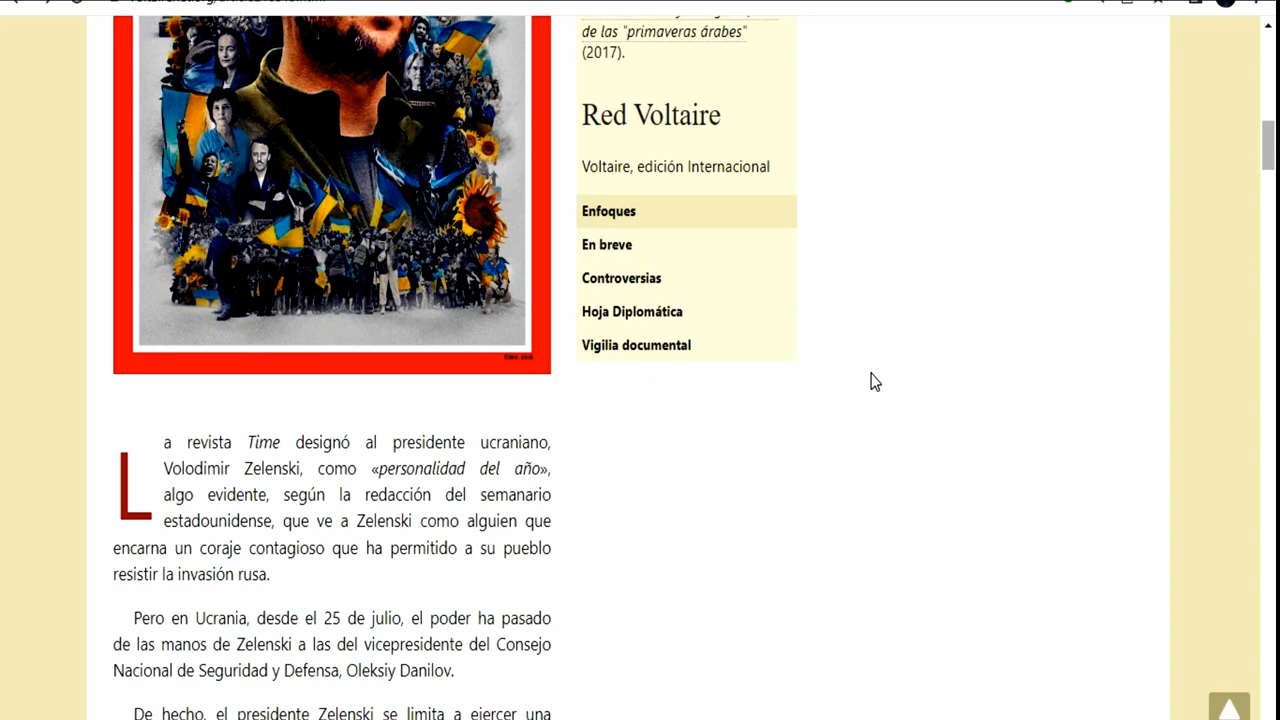 de las "primaveras árabes"
(2017).
Red Voltaire
Voltaire, edición Internacional
Enfoques
En breve
Controversias
Hoja Diplomática
Vigilia documental
La revista Time designó al presidente ucraniano,
Volodimir Zelenski, como «personalidad del año»,
algo evidente, según la redacción del semanario
estadounidense, que ve a Zelenski como alguien que
encarna un coraje contagioso que ha permitido a su pueblo
resistir la invasión rusa.
Pero en Ucrania, desde el 25 de julio, el poder ha pasado
de las manos de Zelenski a las del vicepresidente del Consejo
Nacional de Seguridad y Defensa, Oleksiy Danilov.
De hecho, el presidente Zelenski se limita a ejercer una